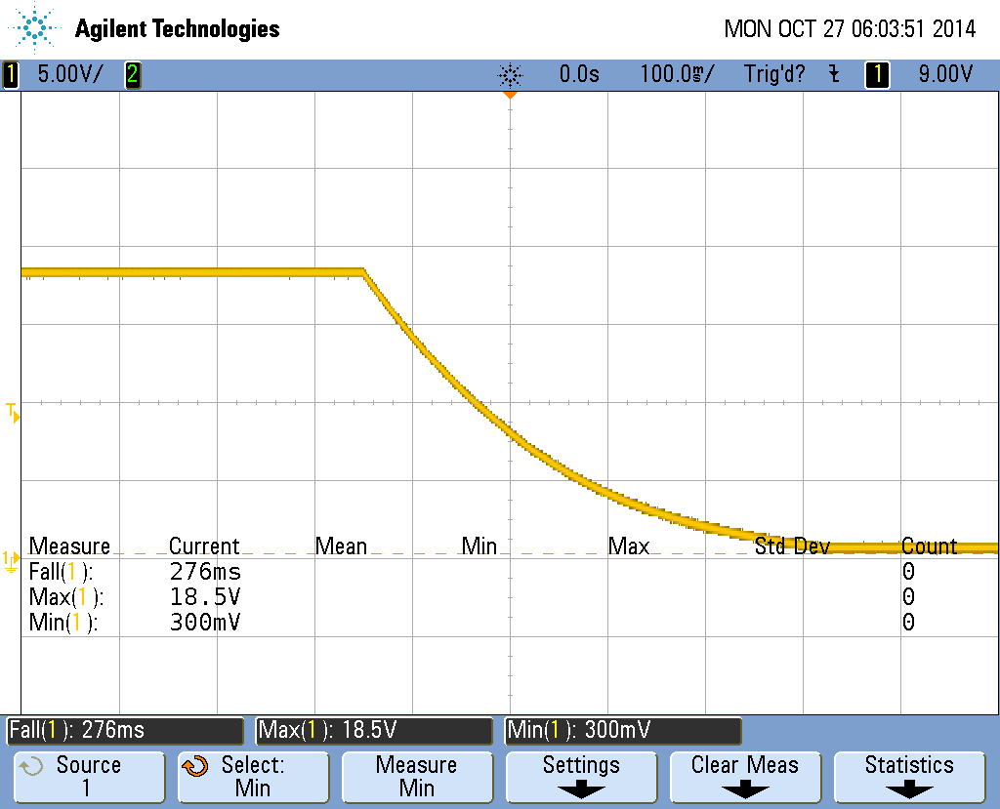 Agilent Technologies MON OCT 27 06:03:51 2014
1 5.00V/ 2 0.0s 100.0ms/ Trig'd? 1 9.00V
T
1
Measure Current Mean Min Max Std Dev Count
Fall(1): 276ms 0
Max(1): 18.5V 0
Min(1): 300mV 0
Fall(1): 276ms Max(1): 18.5V Min(1): 300mV
Source Select: Measure Settings Clear Meas Statistics
1 Min Min